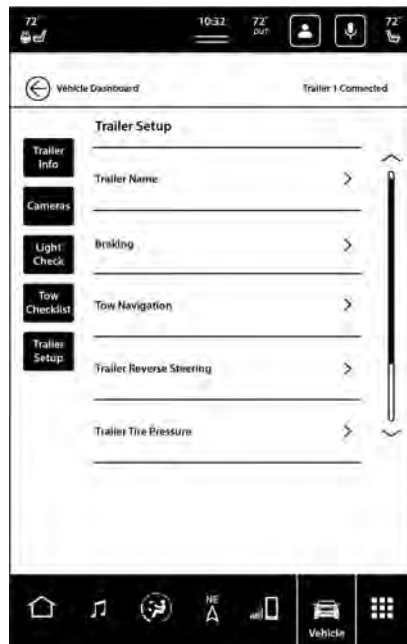 72°
10:32
72°
OUT
72°
Vehicle Dashboard
Trailer 1 Connected
Trailer Setup
Trailer
Info
Cameras
Light
Check
Tow
Checklist
Trailer
Setup
Trailer Name
Braking
Tow Navigation
Trailer Reverse Steering
Trailer Tire Pressure
NE
Vehicle